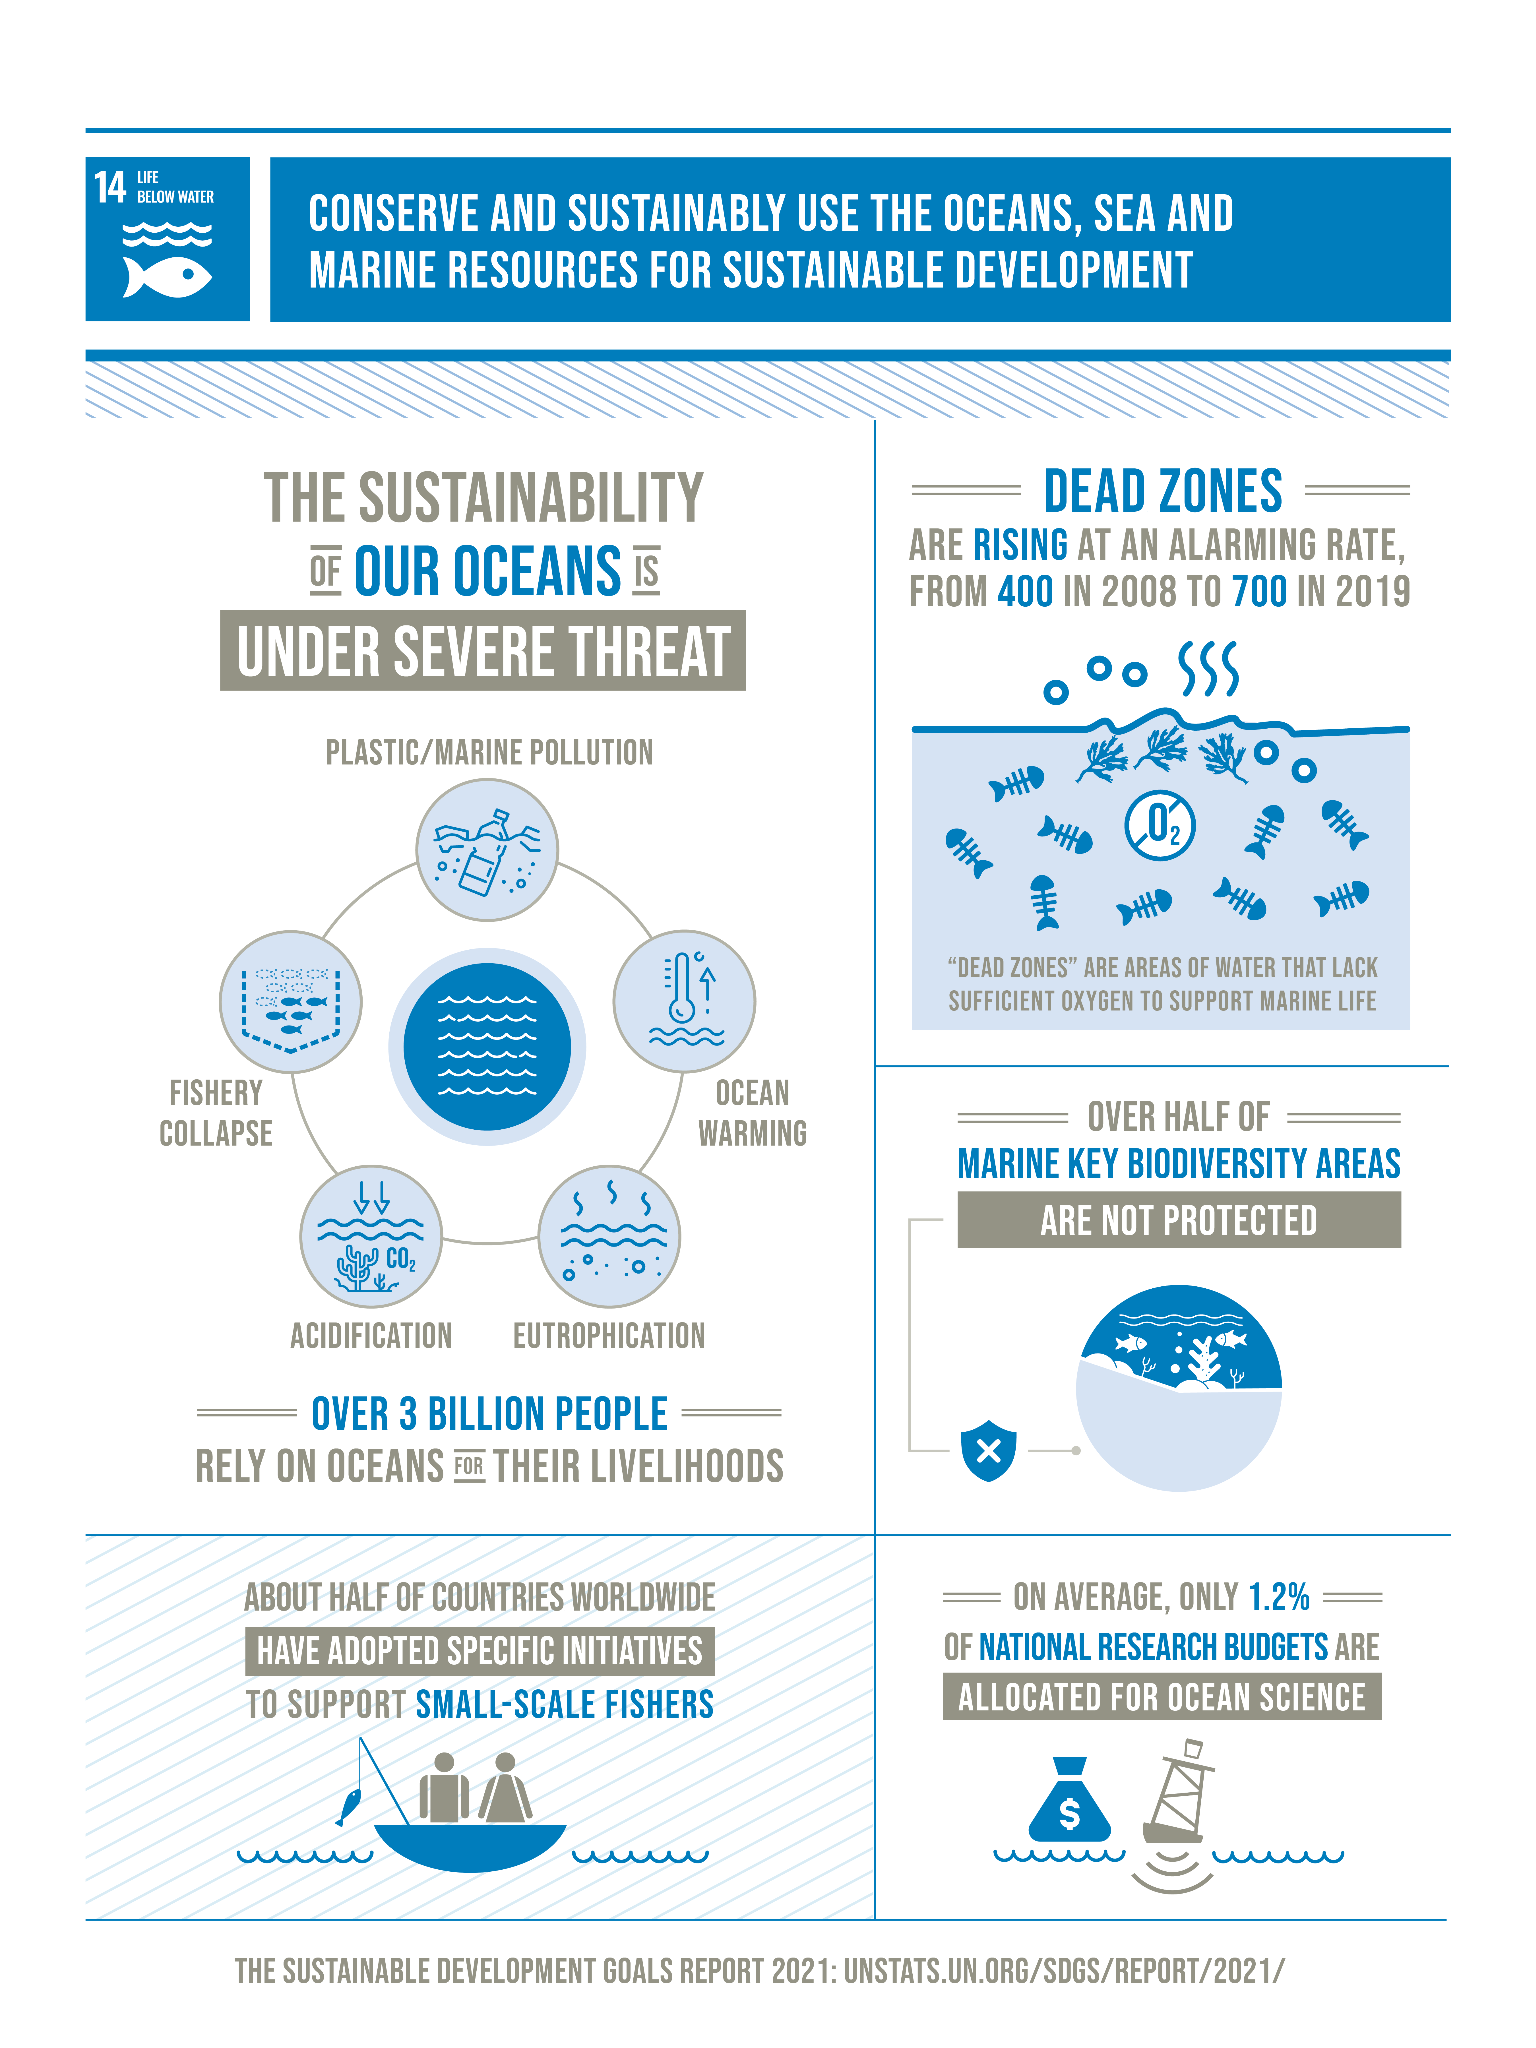 14 LIFE
BELOW WATER
CONSERVE AND SUSTAINABLY USE THE OCEANS, SEA AND
MARINE RESOURCES FOR SUSTAINABLE DEVELOPMENT
THE SUSTAINABILITY
OF OUR OCEANS IS
UNDER SEVERE THREAT
PLASTIC/MARINE POLLUTION
FISHERY
COLLAPSE
OCEAN
WARMING
CO2
ACIDIFICATION
EUTROPHICATION
OVER 3 BILLION PEOPLE
RELY ON OCEANS FOR THEIR LIVELIHOODS
DEAD ZONES
ARE RISING AT AN ALARMING RATE,
FROM 400 IN 2008 TO 700 IN 2019
O2
“DEAD ZONES” ARE AREAS OF WATER THAT LACK
SUFFICIENT OXYGEN TO SUPPORT MARINE LIFE
OVER HALF OF
MARINE KEY BIODIVERSITY AREAS
ARE NOT PROTECTED
ABOUT HALF OF COUNTRIES WORLDWIDE
HAVE ADOPTED SPECIFIC INITIATIVES
TO SUPPORT SMALL-SCALE FISHERS
ON AVERAGE, ONLY 1.2%
OF NATIONAL RESEARCH BUDGETS ARE
ALLOCATED FOR OCEAN SCIENCE
$
THE SUSTAINABLE DEVELOPMENT GOALS REPORT 2021: UNSTATS.UN.ORG/SDGS/REPORT/2021/